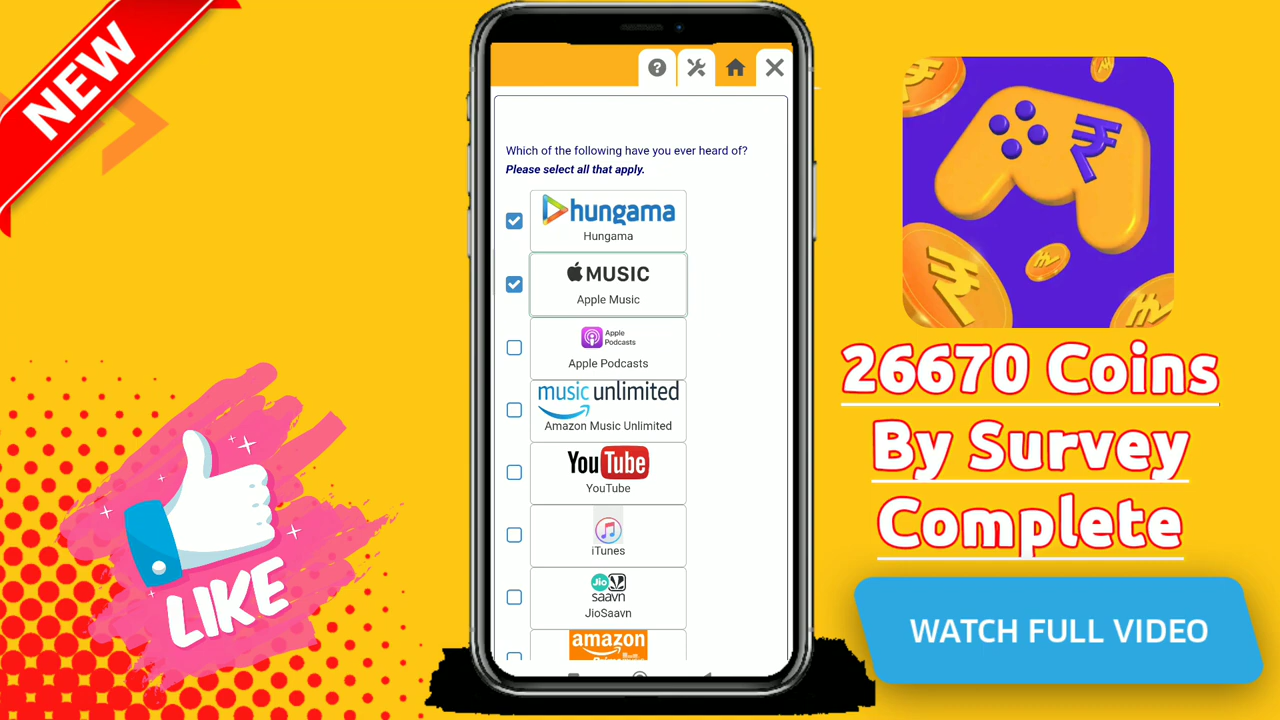 NEW
Which of the following have you ever heard of?
Please select all that apply.
hungama
Hungama
MUSIC
Apple Music
Apple
Podcasts
Apple Podcasts
music unlimited
Amazon Music Unlimited
YouTube
YouTube
iTunes
Jio
saavn
JioSaavn
amazon
26670 Coins
By Survey
Complete
WATCH FULL VIDEO
LIKE